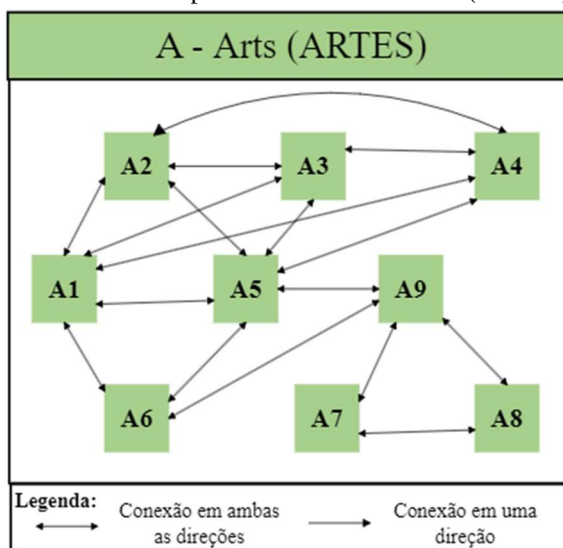 A - Arts (ARTES)
A2
A3
A4
A1
A5
A9
A6
A7
A8
Legenda:
Conexão em ambas
as direções
Conexão em uma
direção